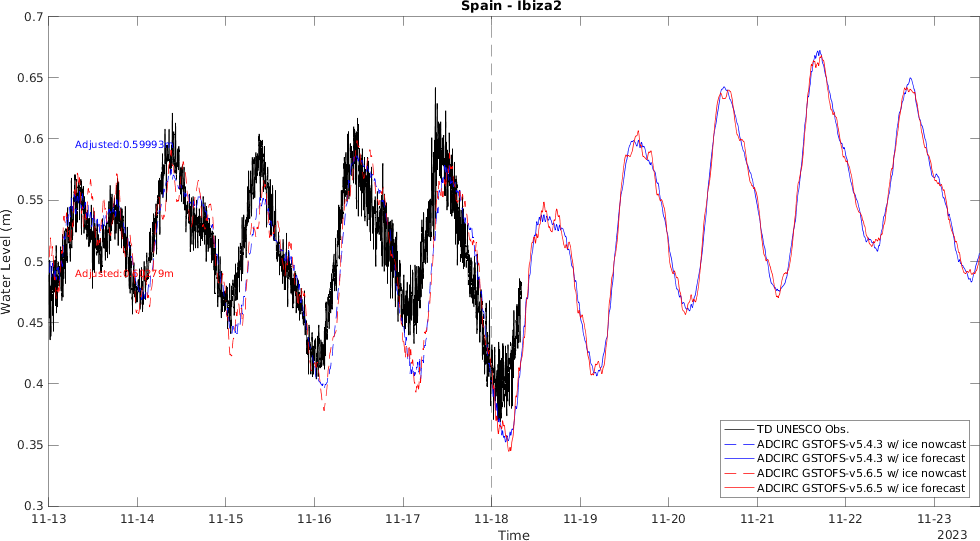 Spain - Ibiza2
Water Level (m)
0.7
0.65
0.6
0.55
0.5
0.45
0.4
0.35
0.3
Adjusted:0.59993m
TD UNESCO Obs.
ADCIRC GSTOFS-v5.4.3 w/ ice nowcast
ADCIRC GSTOFS-v5.4.3 w/ ice forecast
ADCIRC GSTOFS-v5.6.5 w/ ice nowcast
ADCIRC GSTOFS-v5.6.5 w/ ice forecast
11-13 11-14 11-15 11-16 11-17 11-18 11-19 11-20 11-21 11-22 11-23
Time
2023